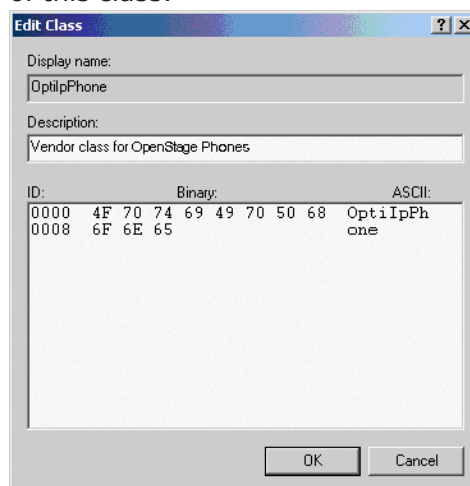 of this class.
Edit Class
Display name:
OptiIpPhone
Description:
Vendor class for OpenStage Phones
ID: Binary: ASCII:
0000 4F 70 74 69 49 70 50 68 OptiIpPh
0008 6F 6E 65 one
OK Cancel